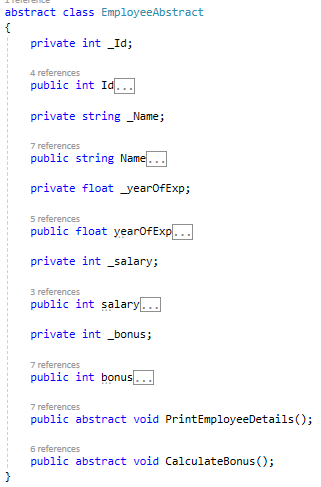 1 reference
abstract class EmployeeAbstract
{
private int _Id;
4 references
public int Id...
private string _Name;
7 references
public string Name...
private float _yearOfExp;
5 references
public float yearOfExp...
private int _salary;
3 references
public int salary...
private int _bonus;
7 references
public int bonus...
7 references
public abstract void PrintEmployeeDetails();
6 references
public abstract void CalculateBonus();
}